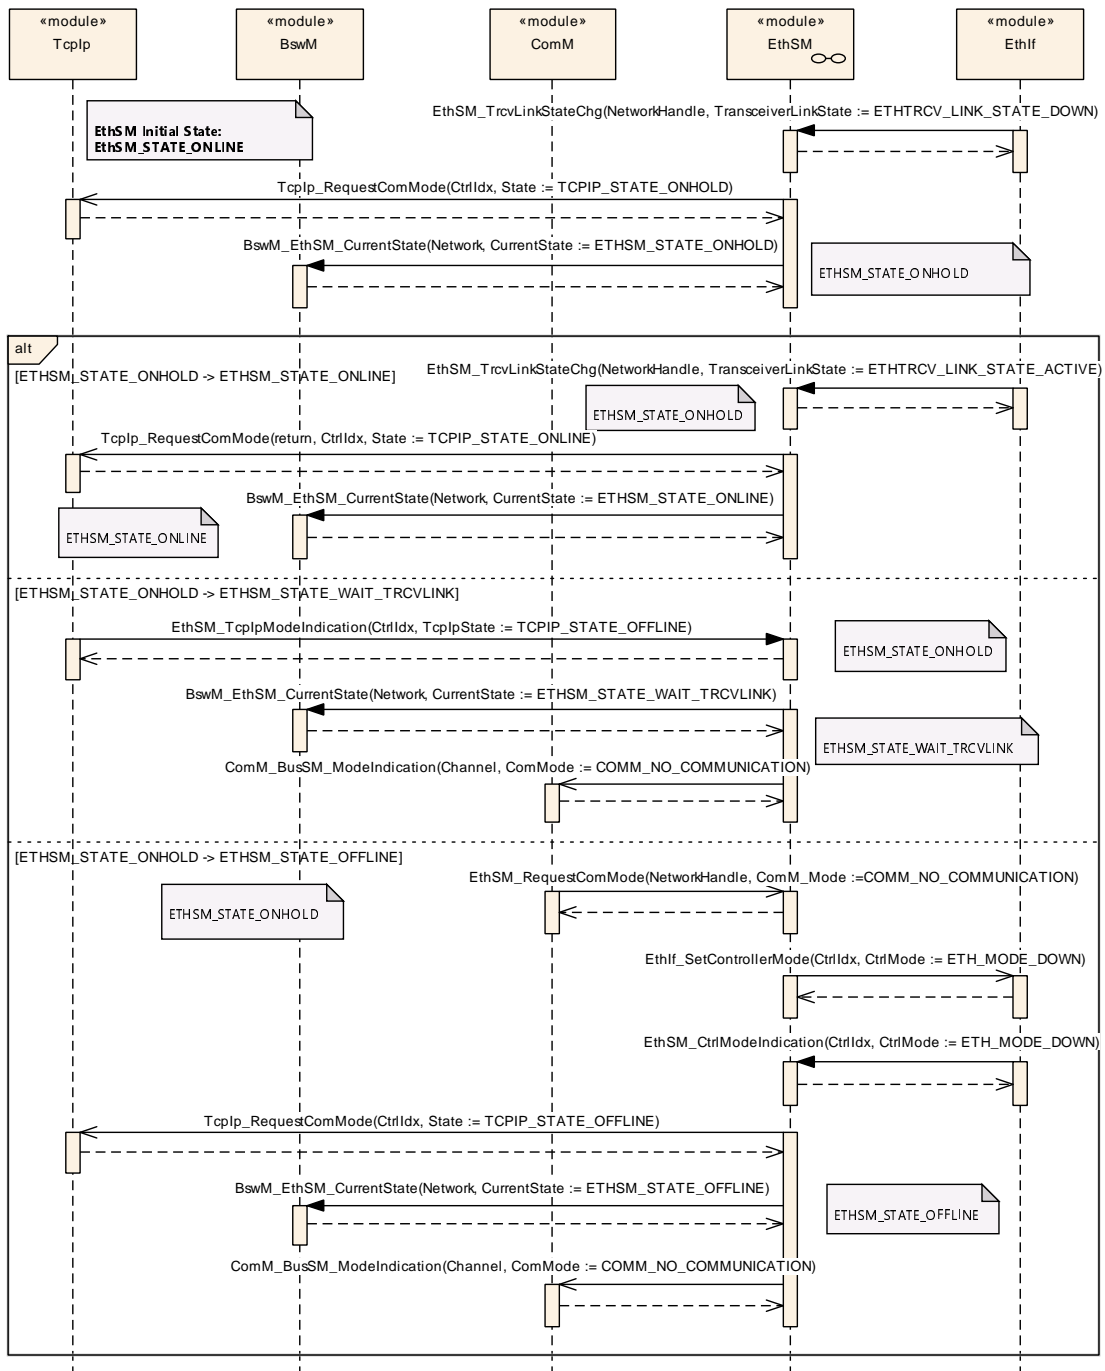 «module»
TcpIp
«module»
BswM
«module»
ComM
«module»
EthSM
«module»
EthIf
EthSM_TrcvLinkStateChg(NetworkHandle, TransceiverLinkState := ETHTRCV_LINK_STATE_DOWN)
EthSM Initial State:
EthSM_STATE_ONLINE
TcpIp_RequestComMode(CtrlIdx, State := TCPIP_STATE_ONHOLD)
BswM_EthSM_CurrentState(Network, CurrentState := ETHSM_STATE_ONHOLD)
ETHSM_STATE_ONHOLD
alt
[ETHSM_STATE_ONHOLD -> ETHSM_STATE_ONLINE]
EthSM_TrcvLinkStateChg(NetworkHandle, TransceiverLinkState := ETHTRCV_LINK_STATE_ACTIVE)
ETHSM_STATE_ONHOLD
TcpIp_RequestComMode(return, CtrlIdx, State := TCPIP_STATE_ONLINE)
BswM_EthSM_CurrentState(Network, CurrentState := ETHSM_STATE_ONLINE)
ETHSM_STATE_ONLINE
[ETHSM_STATE_ONHOLD -> ETHSM_STATE_WAIT_TRCVLINK]
EthSM_TcpIpModeIndication(CtrlIdx, TcpIpState := TCPIP_STATE_OFFLINE)
ETHSM_STATE_ONHOLD
BswM_EthSM_CurrentState(Network, CurrentState := ETHSM_STATE_WAIT_TRCVLINK)
ETHSM_STATE_WAIT_TRCVLINK
ComM_BusSM_ModeIndication(Channel, ComMode := COMM_NO_COMMUNICATION)
[ETHSM_STATE_ONHOLD -> ETHSM_STATE_OFFLINE]
EthSM_RequestComMode(NetworkHandle, ComM_Mode :=COMM_NO_COMMUNICATION)
ETHSM_STATE_ONHOLD
EthIf_SetControllerMode(CtrlIdx, CtrlMode := ETH_MODE_DOWN)
EthSM_CtrlModeIndication(CtrlIdx, CtrlMode := ETH_MODE_DOWN)
TcpIp_RequestComMode(CtrlIdx, State := TCPIP_STATE_OFFLINE)
BswM_EthSM_CurrentState(Network, CurrentState := ETHSM_STATE_OFFLINE)
ETHSM_STATE_OFFLINE
ComM_BusSM_ModeIndication(Channel, ComMode := COMM_NO_COMMUNICATION)